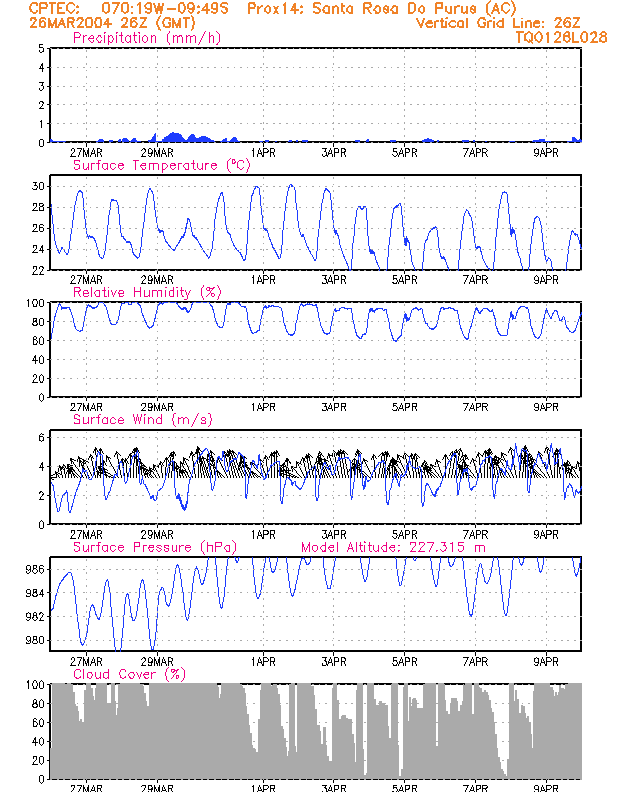 CPTEC: 070:19W-09:49S Prox14: Santa Rosa Do Purus (AC)
26MAR2004 26Z (GMT) Vertical Grid Line: 26Z
Precipitation (mm/h) TQ0126L028
5
4
3
2
1
0
27MAR 29MAR 1APR 3APR 5APR 7APR 9APR
Surface Temperature (ºC)
30
28
26
24
22
27MAR 29MAR 1APR 3APR 5APR 7APR 9APR
Relative Humidity (%)
100
80
60
40
20
0
27MAR 29MAR 1APR 3APR 5APR 7APR 9APR
Surface Wind (m/s)
6
4
2
0
27MAR 29MAR 1APR 3APR 5APR 7APR 9APR
Surface Pressure (hPa) Model Altitude: 227.315 m
986
984
982
980
27MAR 29MAR 1APR 3APR 5APR 7APR 9APR
Cloud Cover (%)
100
80
60
40
20
0
27MAR 29MAR 1APR 3APR 5APR 7APR 9APR